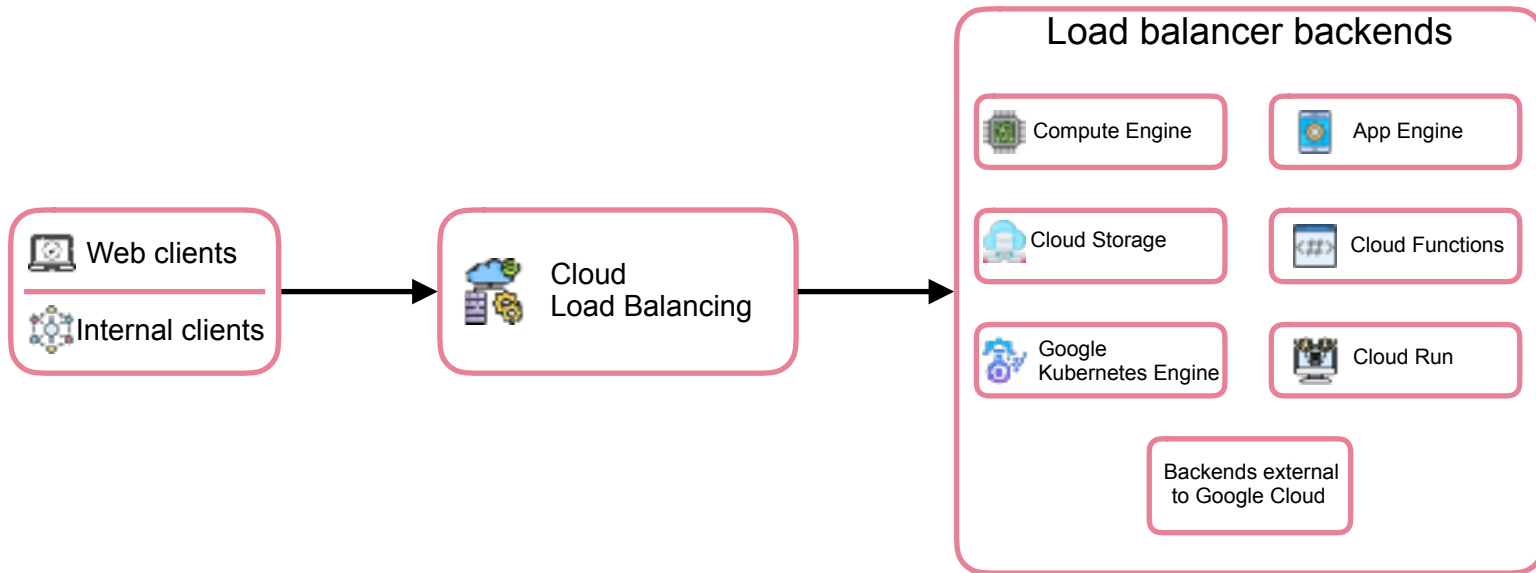 Load balancer backends
Web clients
Internal clients
Cloud
Load Balancing
Compute Engine
App Engine
Cloud Storage
Cloud Functions
Google
Kubernetes Engine
Cloud Run
Backends external
to Google Cloud